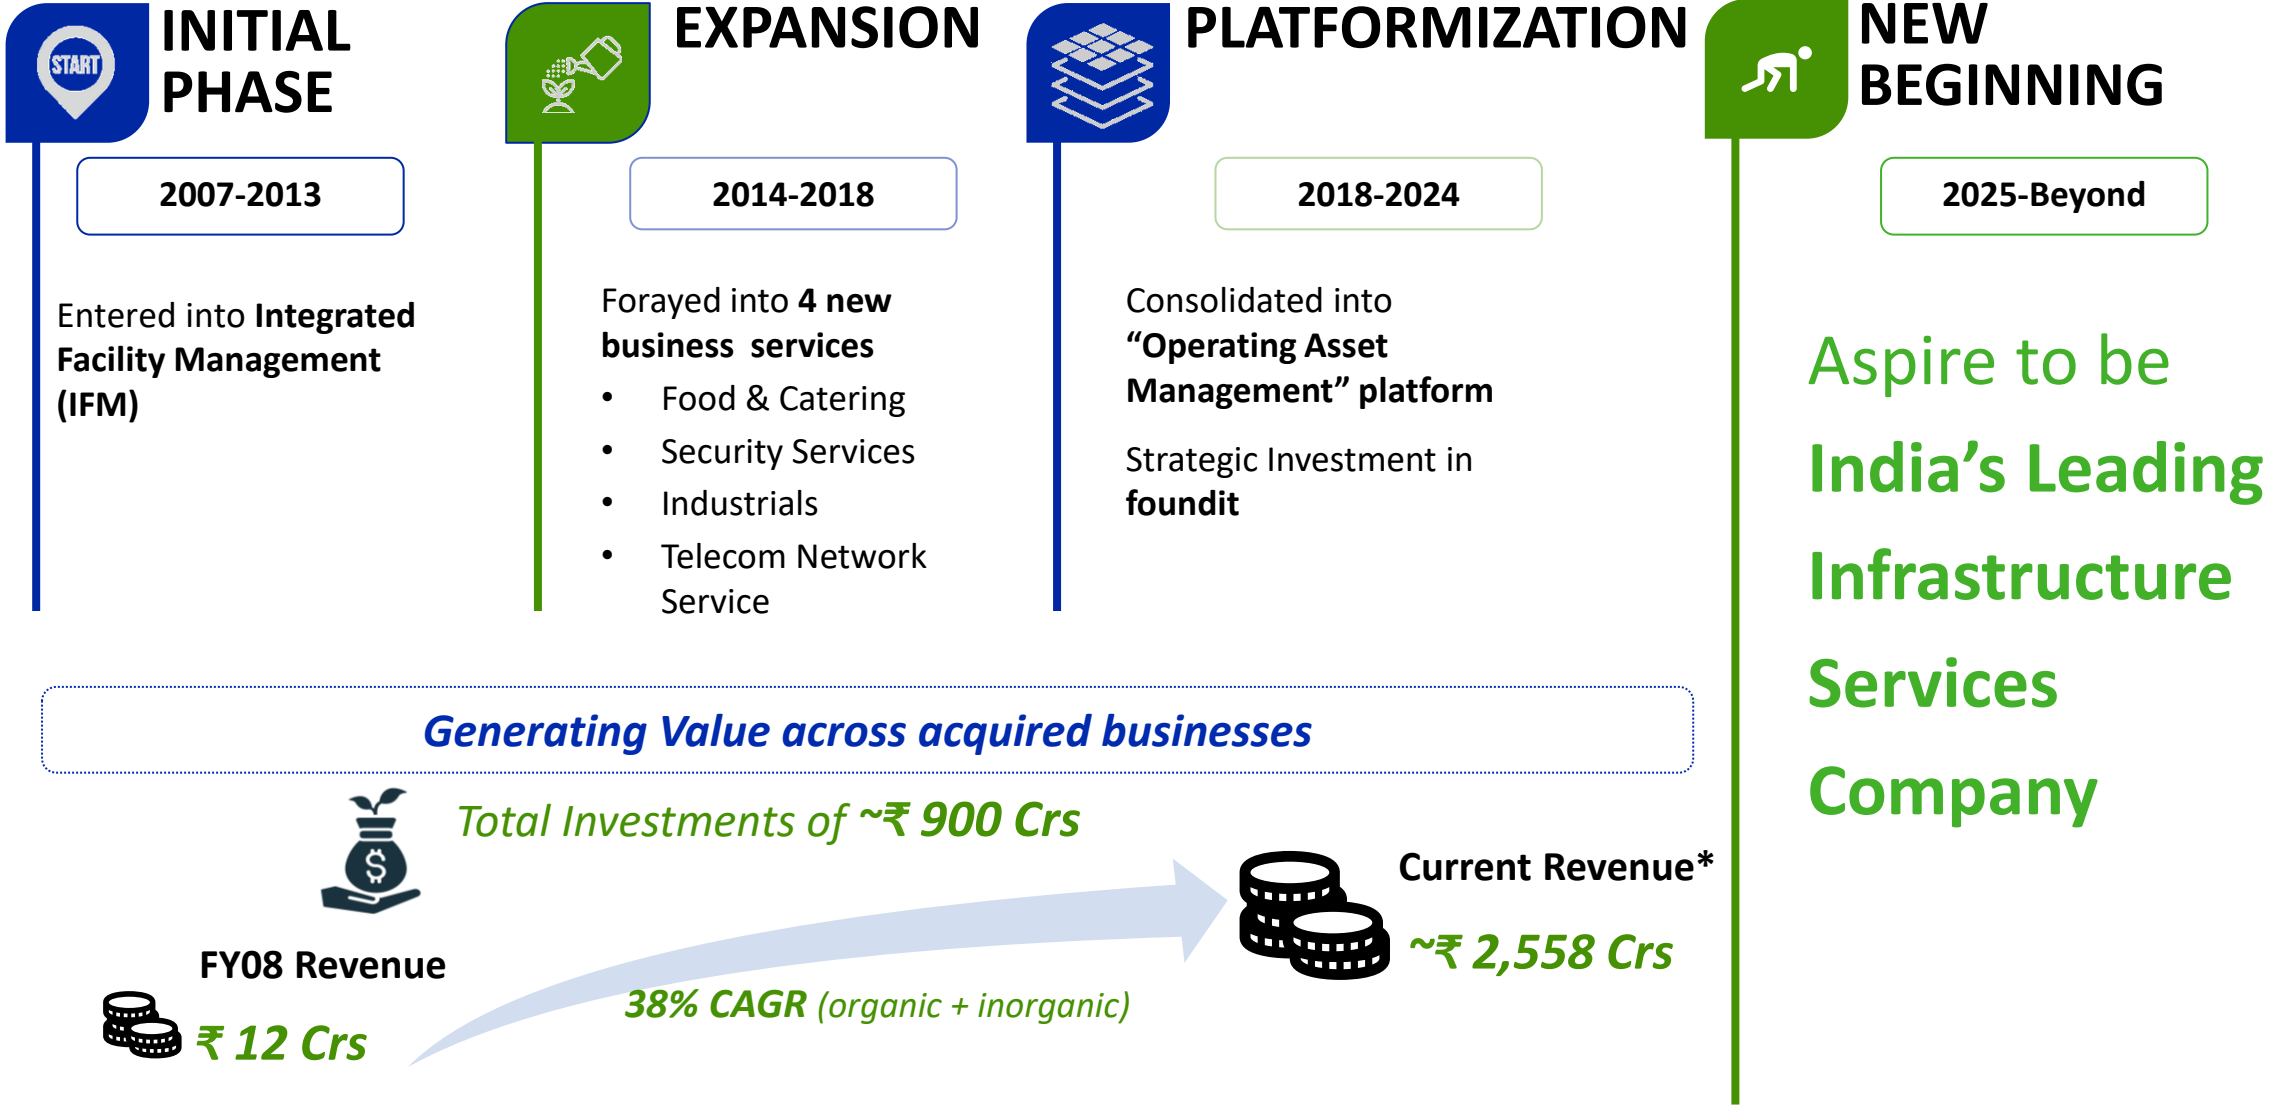 START
INITIAL
PHASE
2007-2013
Entered into Integrated
Facility Management
(IFM)
EXPANSION
2014-2018
Forayed into 4 new
business services
• Food & Catering
• Security Services
• Industrials
• Telecom Network
Service
PLATFORMIZATION
2018-2024
Consolidated into
“Operating Asset
Management” platform
Strategic Investment in
foundit
NEW
BEGINNING
2025-Beyond
Aspire to be
India’s Leading
Infrastructure
Services
Company
Generating Value across acquired businesses
$
Total Investments of ~₹ 900 Crs
FY08 Revenue
₹ 12 Crs
38% CAGR (organic + inorganic)
Current Revenue*
~₹ 2,558 Crs